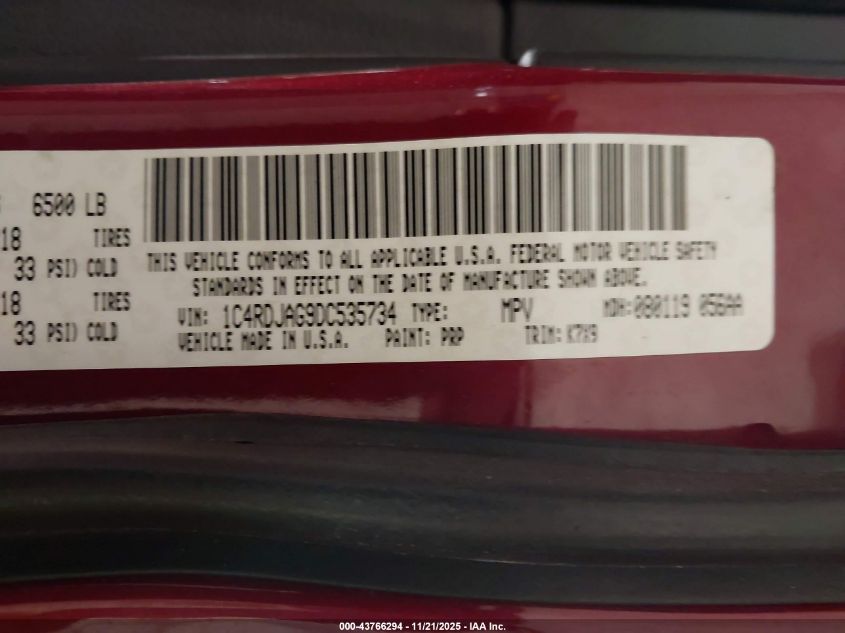 6500 LB
18 TIRES
33 PSI) COLD
18 TIRES
33 PSI) COLD
THIS VEHICLE CONFORMS TO ALL APPLICABLE U.S.A. FEDERAL MOTOR VEHICLE SAFETY
STANDARDS IN EFFECT ON THE DATE OF MANUFACTURE SHOWN ABOVE.
VIN: 1C4RDJAG9DC535734 TYPE: MPV MDH:080119 056AA
VEHICLE MADE IN U.S.A. PAINT: PRP TRIM: K7X9
000-43766294 - 11/21/2025 - IAA Inc.